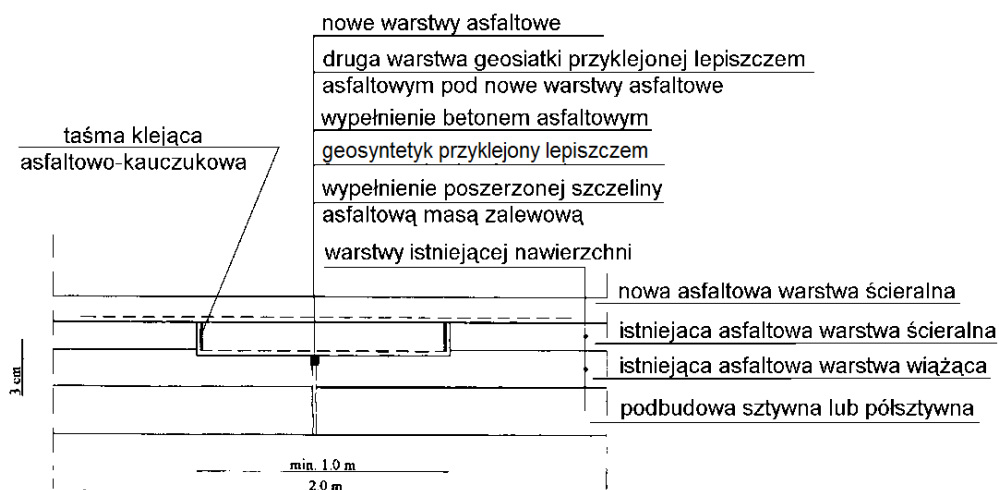 nowe warstwy asfaltowe
druga warstwa geosiatki przyklejonej lepiszczem
asfaltowym pod nowe warstwy asfaltowe
wypełnienie betonem asfaltowym
geosyntetyk przyklejony lepiszczem
wypełnienie poszerzonej szczeliny
asfaltową masą zalewową
warstwy istniejącej nawierzchni
taśma klejąca
asfaltowo-kauczukowa
nowa asfaltowa warstwa ścieralna
istniejaca asfaltowa warstwa ścieralna
istniejąca asfaltowa warstwa wiążąca
podbudowa sztywna lub półsztywna
3 cm
min. 1.0 m
2.0 m